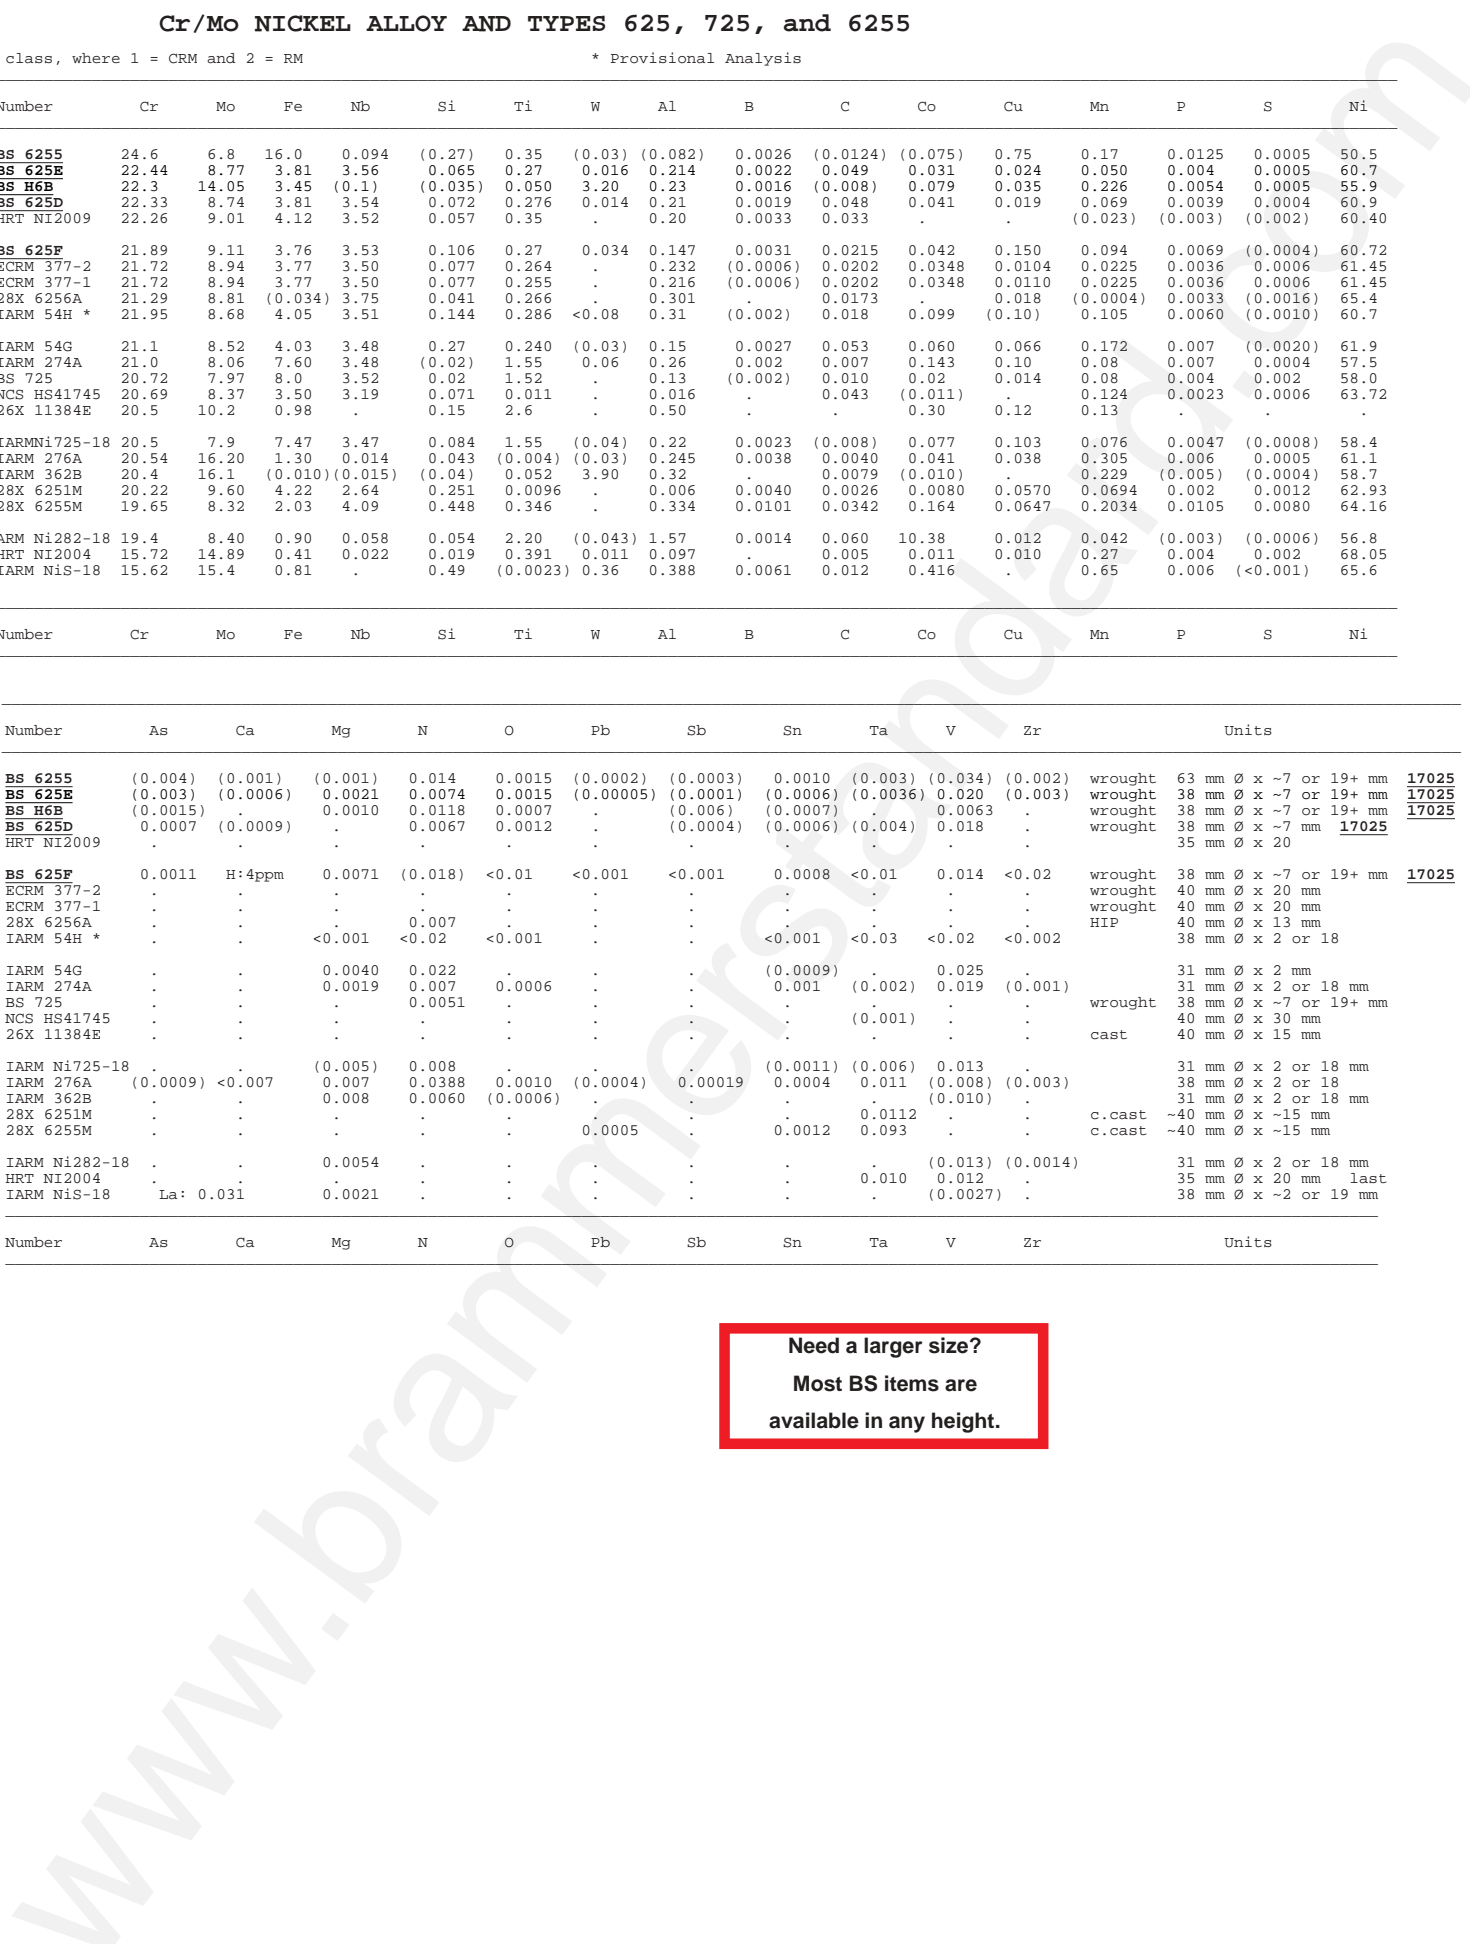 Cr/Mo NICKEL ALLOY AND TYPES 625, 725, and 6255
class, where 1 = CRM and 2 = RM * Provisional Analysis
Number Cr Mo Fe Nb Si Ti W Al B C Co Cu Mn P S Ni
BS 6255 24.6 6.8 16.0 0.094 (0.27) 0.35 (0.03) (0.082) 0.0026 (0.0124) (0.075) 0.75 0.17 0.0125 0.0005 50.5
BS 625E 22.44 8.77 3.81 3.56 0.065 0.27 0.016 0.214 0.0022 0.049 0.031 0.024 0.050 0.004 0.0005 60.7
BS H6B 22.3 14.05 3.45 (0.1) (0.035) 0.050 3.20 0.23 0.0016 (0.008) 0.079 0.035 0.226 0.0054 0.0005 55.9
BS 625D 22.33 8.74 3.81 3.54 0.072 0.276 0.014 0.21 0.0019 0.048 0.041 0.019 0.069 0.0039 0.0004 60.9
HRT NI2009 22.26 9.01 4.12 3.52 0.057 0.35 . 0.20 0.0033 0.033 . . (0.023) (0.003) (0.002) 60.40
BS 625F 21.89 9.11 3.76 3.53 0.106 0.27 0.034 0.147 0.0031 0.0215 0.042 0.150 0.094 0.0069 (0.0004) 60.72
ECRM 377-2 21.72 8.94 3.77 3.50 0.077 0.264 . 0.232 (0.0006) 0.0202 0.0348 0.0104 0.0225 0.0036 0.0006 61.45
ECRM 377-1 21.72 8.94 3.77 3.50 0.077 0.255 . 0.216 (0.0006) 0.0202 0.0348 0.0110 0.0225 0.0036 0.0006 61.45
28X 6256A 21.29 8.81 (0.034) 3.75 0.041 0.266 . 0.301 . 0.0173 . 0.018 (0.0004) 0.0033 (0.0016) 65.4
IARM 54H * 21.95 8.68 4.05 3.51 0.144 0.286 <0.08 0.31 (0.002) 0.018 0.099 (0.10) 0.105 0.0060 (0.0010) 60.7
IARM 54G 21.1 8.52 4.03 3.48 0.27 0.240 (0.03) 0.15 0.0027 0.053 0.060 0.066 0.172 0.007 (0.0020) 61.9
IARM 274A 21.0 8.06 7.60 3.48 (0.02) 1.55 0.06 0.26 0.002 0.007 0.143 0.10 0.08 0.007 0.0004 57.5
BS 725 20.72 7.97 8.0 3.52 0.02 1.52 . 0.13 (0.002) 0.010 0.02 0.014 0.08 0.004 0.002 58.0
NCS HS41745 20.69 8.37 3.50 3.19 0.071 0.011 . 0.016 . 0.043 (0.011) . 0.124 0.0023 0.0006 63.72
26X 11384E 20.5 10.2 0.98 . 0.15 2.6 . 0.50 . . 0.30 0.12 0.13 . . .
IARMNi725-18 20.5 7.9 7.47 3.47 0.084 1.55 (0.04) 0.22 0.0023 (0.008) 0.077 0.103 0.076 0.0047 (0.0008) 58.4
IARM 276A 20.54 16.20 1.30 0.014 0.043 (0.004) (0.03) 0.245 0.0038 0.0040 0.041 0.038 0.305 0.006 0.0005 61.1
IARM 362B 20.4 16.1 (0.010)(0.015) (0.04) 0.052 3.90 0.32 . 0.0079 (0.010) . 0.229 (0.005) (0.0004) 58.7
28X 6251M 20.22 9.60 4.22 2.64 0.251 0.0096 . 0.006 0.0040 0.0026 0.0080 0.0570 0.0694 0.002 0.0012 62.93
28X 6255M 19.65 8.32 2.03 4.09 0.448 0.346 . 0.334 0.0101 0.0342 0.164 0.0647 0.2034 0.0105 0.0080 64.16
ARM Ni282-18 19.4 8.40 0.90 0.058 0.054 2.20 (0.043) 1.57 0.0014 0.060 10.38 0.012 0.042 (0.003) (0.0006) 56.8
HRT NI2004 15.72 14.89 0.41 0.022 0.019 0.391 0.011 0.097 . 0.005 0.011 0.010 0.27 0.004 0.002 68.05
IARM NiS-18 15.62 15.4 0.81 . 0.49 (0.0023) 0.36 0.388 0.0061 0.012 0.416 . 0.65 0.006 (<0.001) 65.6
Number Cr Mo Fe Nb Si Ti W Al B C Co Cu Mn P S Ni
Number As Ca Mg N O Pb Sb Sn Ta V Zr Units
BS 6255 (0.004) (0.001) (0.001) 0.014 0.0015 (0.0002) (0.0003) 0.0010 (0.003) (0.034) (0.002) wrought 63 mm Ø x ~7 or 19+ mm 17025
BS 625E (0.003) (0.0006) 0.0021 0.0074 0.0015 (0.00005) (0.0001) (0.0006) (0.0036) 0.020 (0.003) wrought 38 mm Ø x ~7 or 19+ mm 17025
BS H6B (0.0015) . 0.0010 0.0118 0.0007 . (0.006) (0.0007) . 0.0063 . wrought 38 mm Ø x ~7 or 19+ mm 17025
BS 625D 0.0007 (0.0009) . 0.0067 0.0012 . (0.0004) (0.0006) (0.004) 0.018 . wrought 38 mm Ø x ~7 mm 17025
HRT NI2009 . . . . . . . . . . . 35 mm Ø x 20
BS 625F 0.0011 H:4ppm 0.0071 (0.018) <0.01 <0.001 <0.001 0.0008 <0.01 0.014 <0.02 wrought 38 mm Ø x ~7 or 19+ mm 17025
ECRM 377-2 . . . . . . . . . . . wrought 40 mm Ø x 20 mm
ECRM 377-1 . . . . . . . . . . . wrought 40 mm Ø x 20 mm
28X 6256A . . . 0.007 . . . . . . . HIP 40 mm Ø x 13 mm
IARM 54H * . . <0.001 <0.02 <0.001 . . <0.001 <0.03 <0.02 <0.002 38 mm Ø x 2 or 18
IARM 54G . . 0.0040 0.022 . . . (0.0009) . 0.025 . 31 mm Ø x 2 mm
IARM 274A . . 0.0019 0.007 0.0006 . . 0.001 (0.002) 0.019 (0.001) 31 mm Ø x 2 or 18 mm
BS 725 . . . 0.0051 . . . . . . . wrought 38 mm Ø x ~7 or 19+ mm
NCS HS41745 . . . . . . . . (0.001) . . 40 mm Ø x 30 mm
26X 11384E . . . . . . . . . . . cast 40 mm Ø x 15 mm
IARM Ni725-18 . . (0.005) 0.008 . . . (0.0011) (0.006) 0.013 . 31 mm Ø x 2 or 18 mm
IARM 276A (0.0009) <0.007 0.007 0.0388 0.0010 (0.0004) 0.00019 0.0004 0.011 (0.008) (0.003) 38 mm Ø x 2 or 18
IARM 362B . . 0.008 0.0060 (0.0006) . . . . (0.010) . 31 mm Ø x 2 or 18 mm
28X 6251M . . . . . . . . 0.0112 . . c.cast ~40 mm Ø x ~15 mm
28X 6255M . . . . . 0.0005 . 0.0012 0.093 . . c.cast ~40 mm Ø x ~15 mm
IARM Ni282-18 . . 0.0054 . . . . . . (0.013) (0.0014) 31 mm Ø x 2 or 18 mm
HRT NI2004 . . . . . . . . 0.010 0.012 . 35 mm Ø x 20 mm last
IARM NiS-18 La: 0.031 0.0021 . . . . . . (0.0027) . 38 mm Ø x ~2 or 19 mm
Number As Ca Mg N O Pb Sb Sn Ta V Zr Units
Need a larger size?
Most BS items are
available in any height.
www.brammerstandard.com